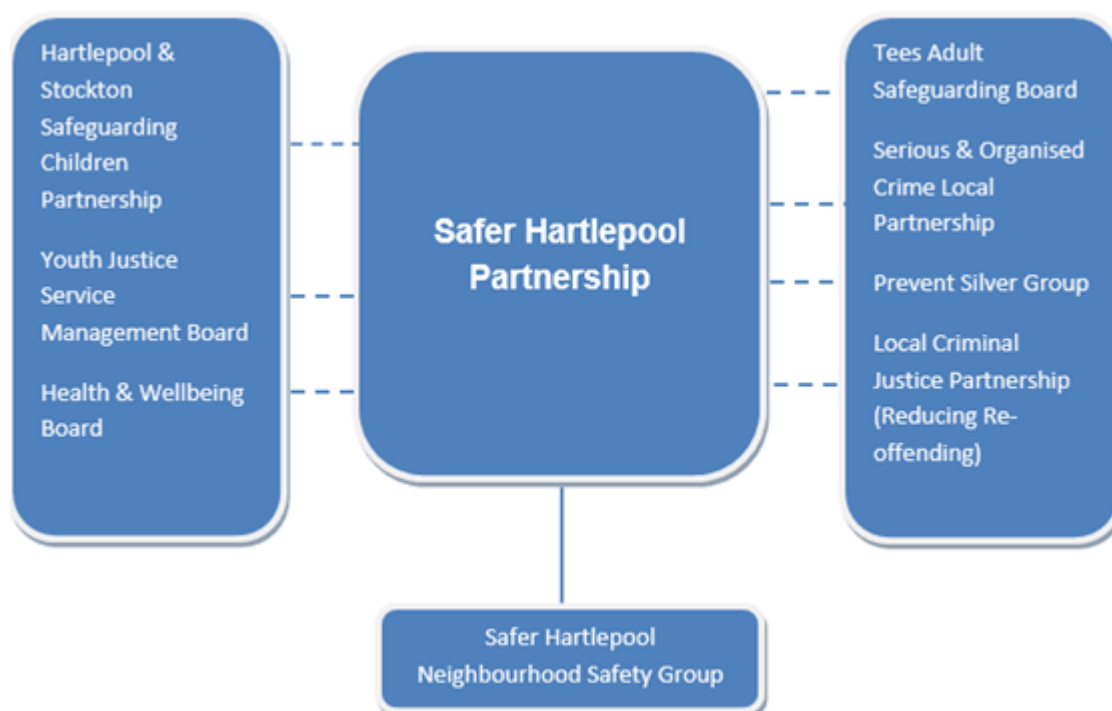 Hartlepool &
Stockton
Safeguarding
Children
Partnership
Youth Justice
Service
Management Board
Health & Wellbeing
Board
Safer Hartlepool
Partnership
Tees Adult
Safeguarding Board
Serious & Organised
Crime Local
Partnership
Prevent Silver Group
Local Criminal
Justice Partnership
(Reducing Re-
offending)
Safer Hartlepool
Neighbourhood Safety Group